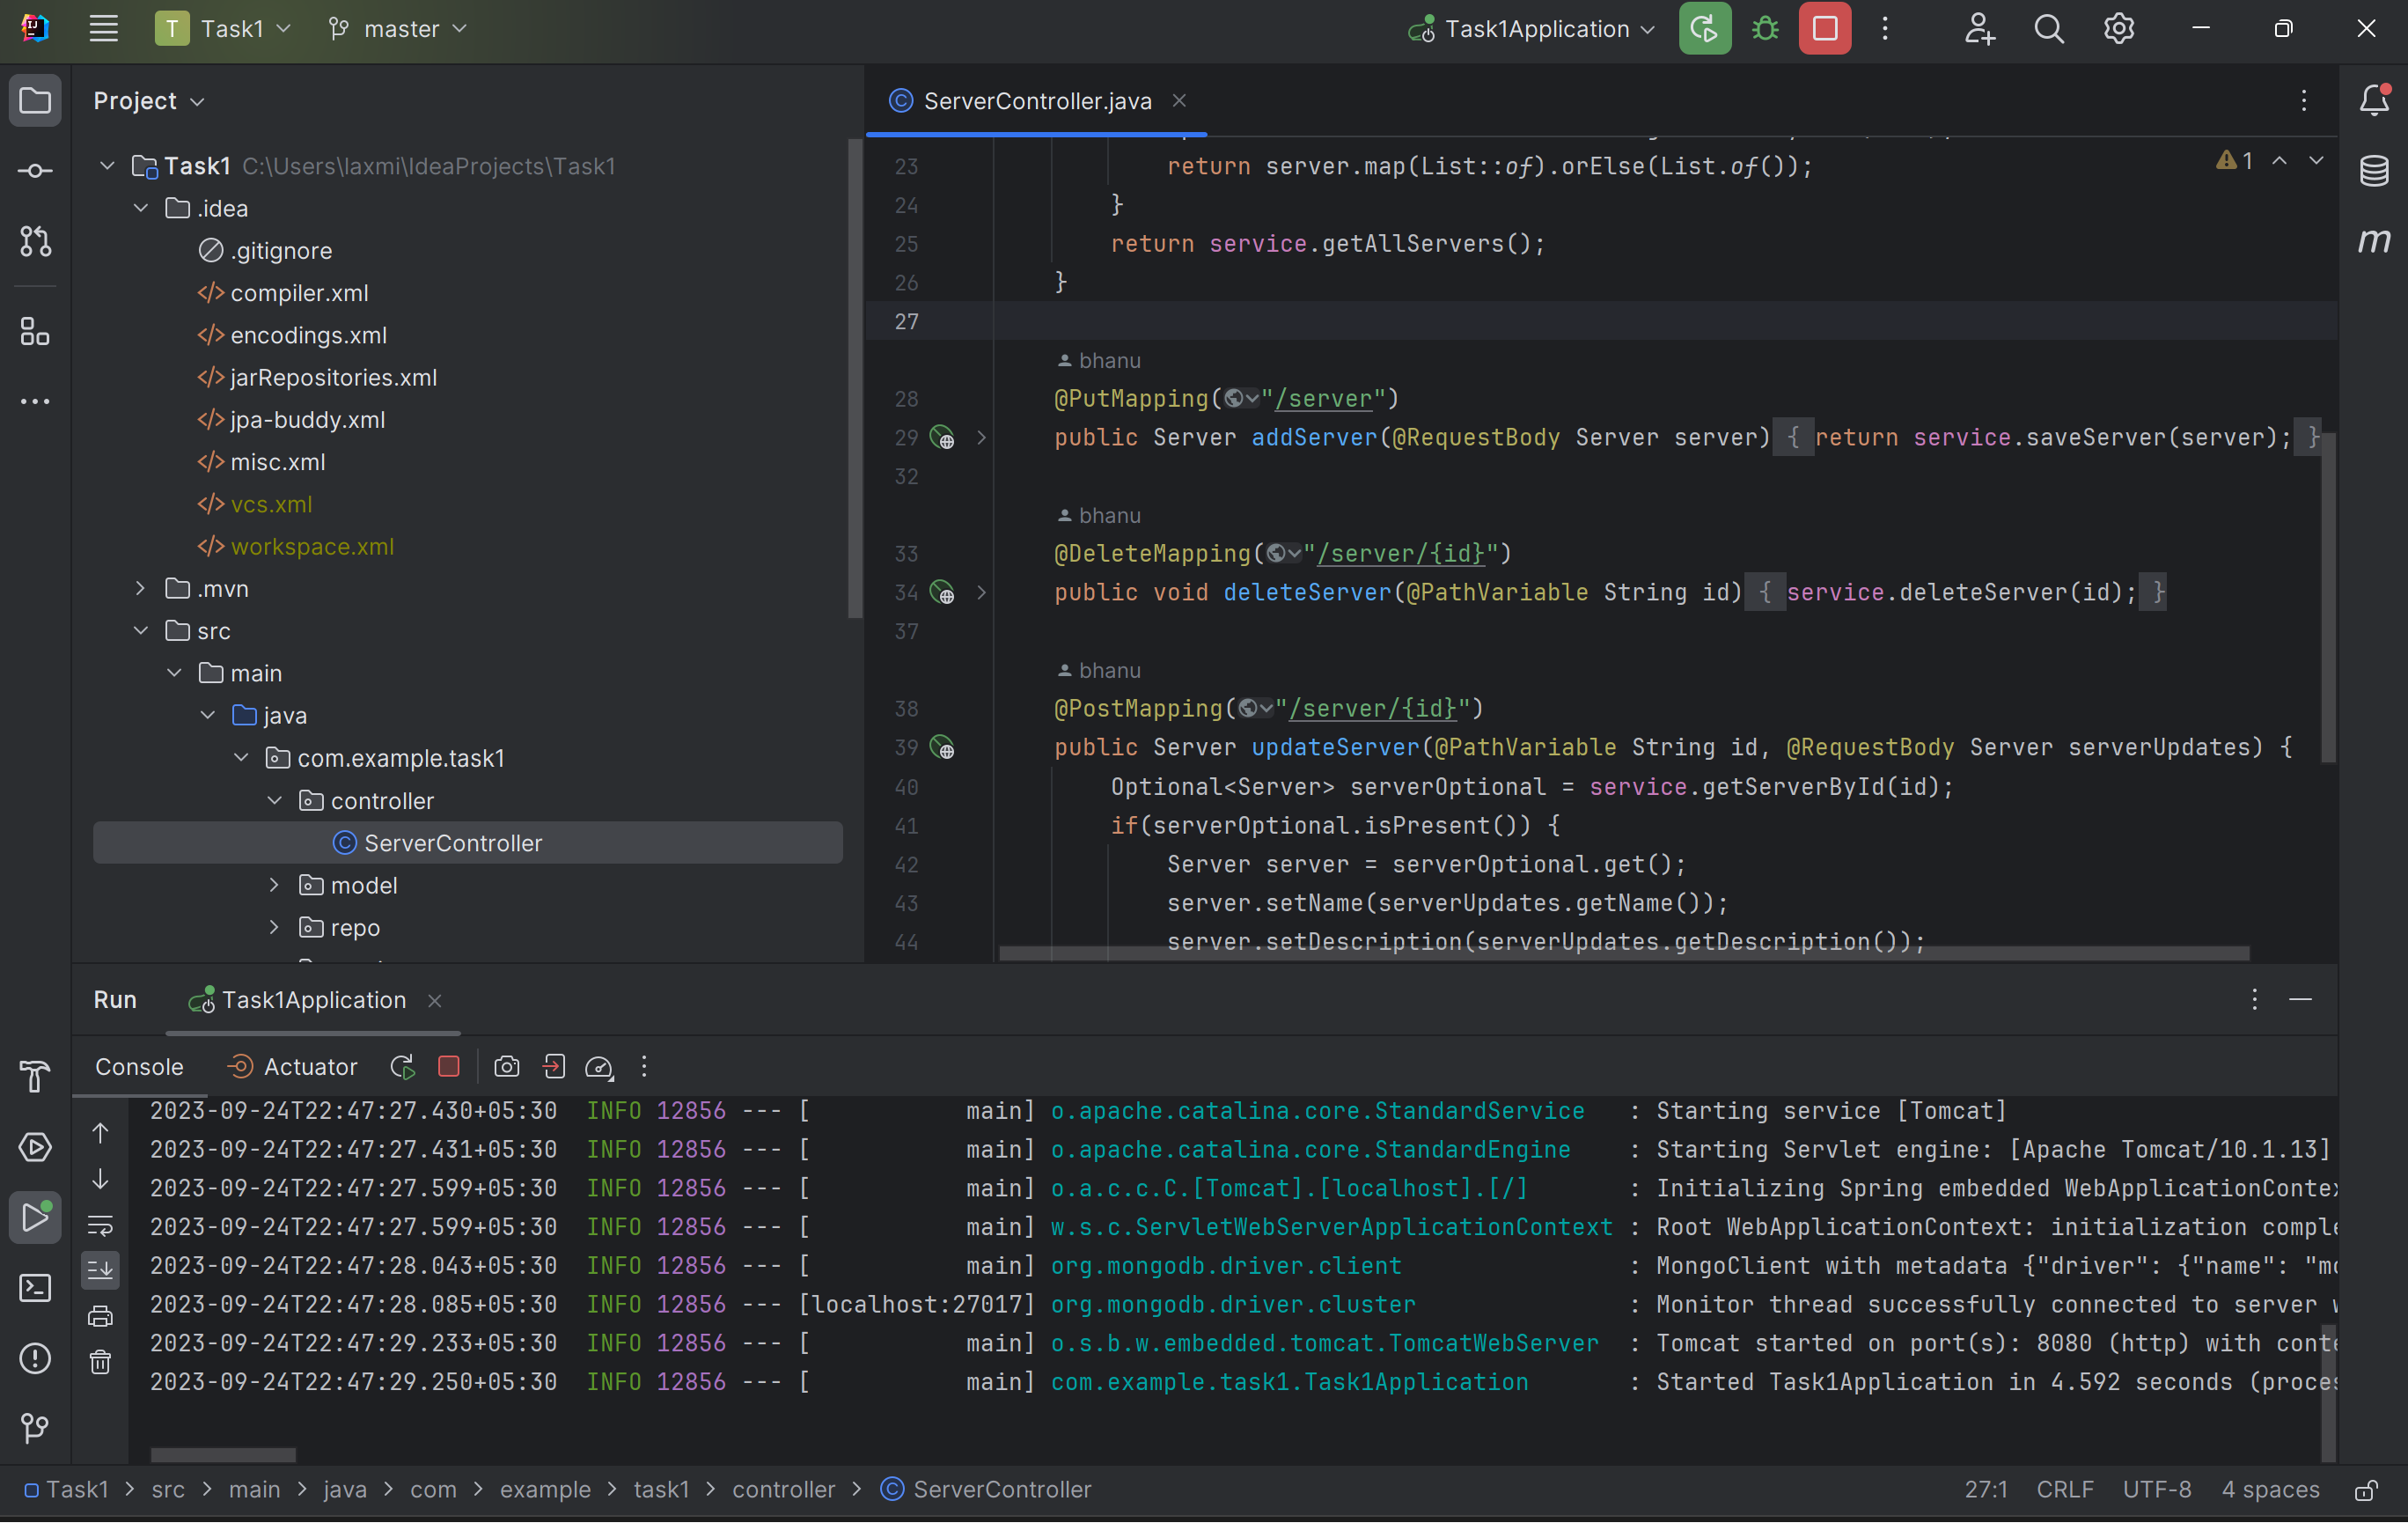 T Task1 master Task1Application
Project
Task1 C:\Users\laxmi\IdeaProjects\Task1
.idea
.gitignore
compiler.xml
encodings.xml
jarRepositories.xml
jpa-buddy.xml
misc.xml
vcs.xml
workspace.xml
.mvn
src
main
java
com.example.task1
controller
ServerController
model
repo
ServerController.java
1
23 return server.map(List::of).orElse(List.of());
24 }
25 return service.getAllServers();
26 }
27
bhanu
28 @PutMapping("/server")
29 public Server addServer(@RequestBody Server server) { return service.saveServer(server); }
32
bhanu
33 @DeleteMapping("/server/{id}")
34 public void deleteServer(@PathVariable String id) { service.deleteServer(id); }
37
bhanu
38 @PostMapping("/server/{id}")
39 public Server updateServer(@PathVariable String id, @RequestBody Server serverUpdates) {
40 Optional<Server> serverOptional = service.getServerById(id);
41 if(serverOptional.isPresent()) {
42 Server server = serverOptional.get();
43 server.setName(serverUpdates.getName());
44 server.setDescription(serverUpdates.getDescription());
Run Task1Application
Console Actuator
2023-09-24T22:47:27.430+05:30 INFO 12856 --- [ main] o.apache.catalina.core.StandardService : Starting service [Tomcat]
2023-09-24T22:47:27.431+05:30 INFO 12856 --- [ main] o.apache.catalina.core.StandardEngine : Starting Servlet engine: [Apache Tomcat/10.1.13]
2023-09-24T22:47:27.599+05:30 INFO 12856 --- [ main] o.a.c.c.C.[Tomcat].[localhost].[/] : Initializing Spring embedded WebApplicationContex
2023-09-24T22:47:27.599+05:30 INFO 12856 --- [ main] w.s.c.ServletWebServerApplicationContext : Root WebApplicationContext: initialization comple
2023-09-24T22:47:28.043+05:30 INFO 12856 --- [ main] org.mongodb.driver.client : MongoClient with metadata {"driver": {"name": "mo
2023-09-24T22:47:28.085+05:30 INFO 12856 --- [localhost:27017] org.mongodb.driver.cluster : Monitor thread successfully connected to server w
2023-09-24T22:47:29.233+05:30 INFO 12856 --- [ main] o.s.b.w.embedded.tomcat.TomcatWebServer : Tomcat started on port(s): 8080 (http) with conte
2023-09-24T22:47:29.250+05:30 INFO 12856 --- [ main] com.example.task1.Task1Application : Started Task1Application in 4.592 seconds (proces
Task1 > src > main > java > com > example > task1 > controller > ServerController 27:1 CRLF UTF-8 4 spaces